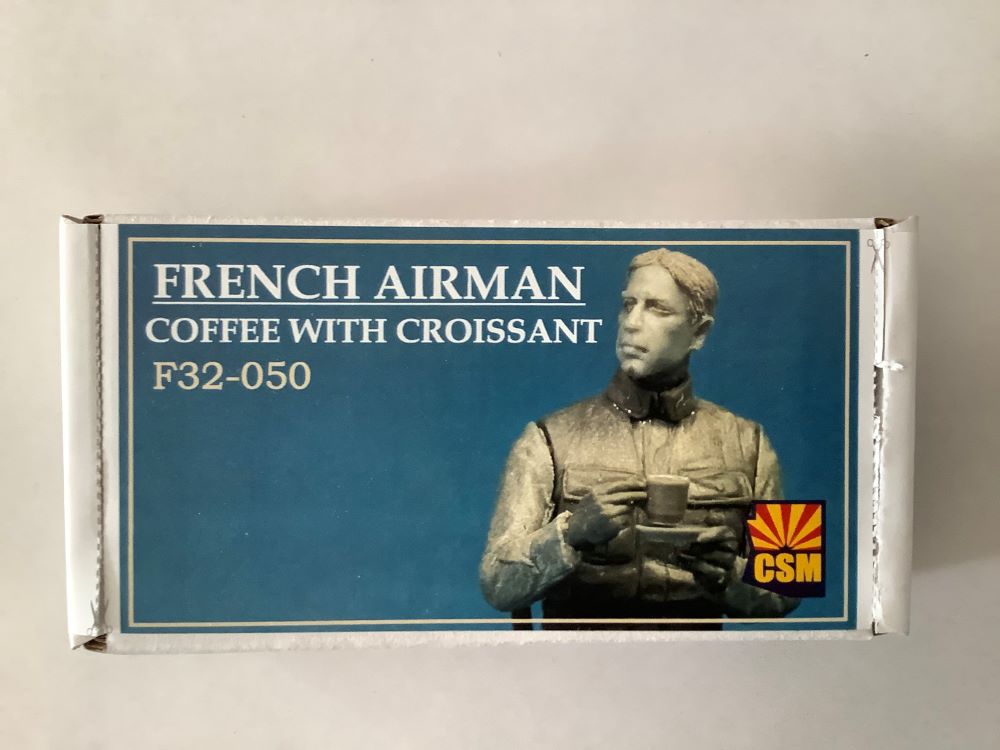 FRENCH AIRMAN
COFFEE WITH CROISSANT
F32-050
CSM